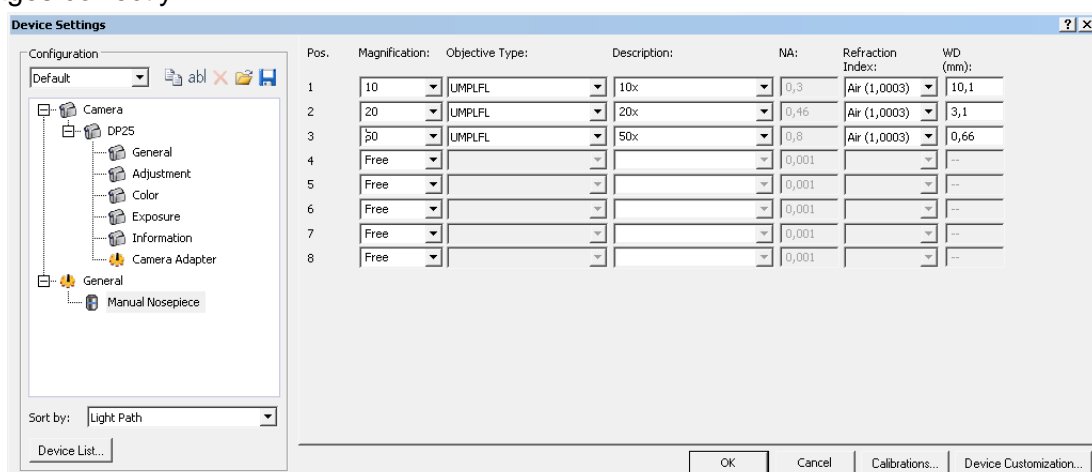 Device Settings
Configuration
Default
abl
Camera
DP25
General
Adjustment
Color
Exposure
Information
Camera Adapter
General
Manual Nosepiece
Sort by: Light Path
Device List...
Pos. Magnification: Objective Type: Description: NA: Refraction Index: WD (mm):
1 10 UMPLFL 10x 0,3 Air (1,0003) 10,1
2 20 UMPLFL 20x 0,46 Air (1,0003) 3,1
3 50 UMPLFL 50x 0,8 Air (1,0003) 0,66
4 Free 0,001 --
5 Free 0,001 --
6 Free 0,001 --
7 Free 0,001 --
8 Free 0,001 --
OK Cancel Calibrations... Device Customization...